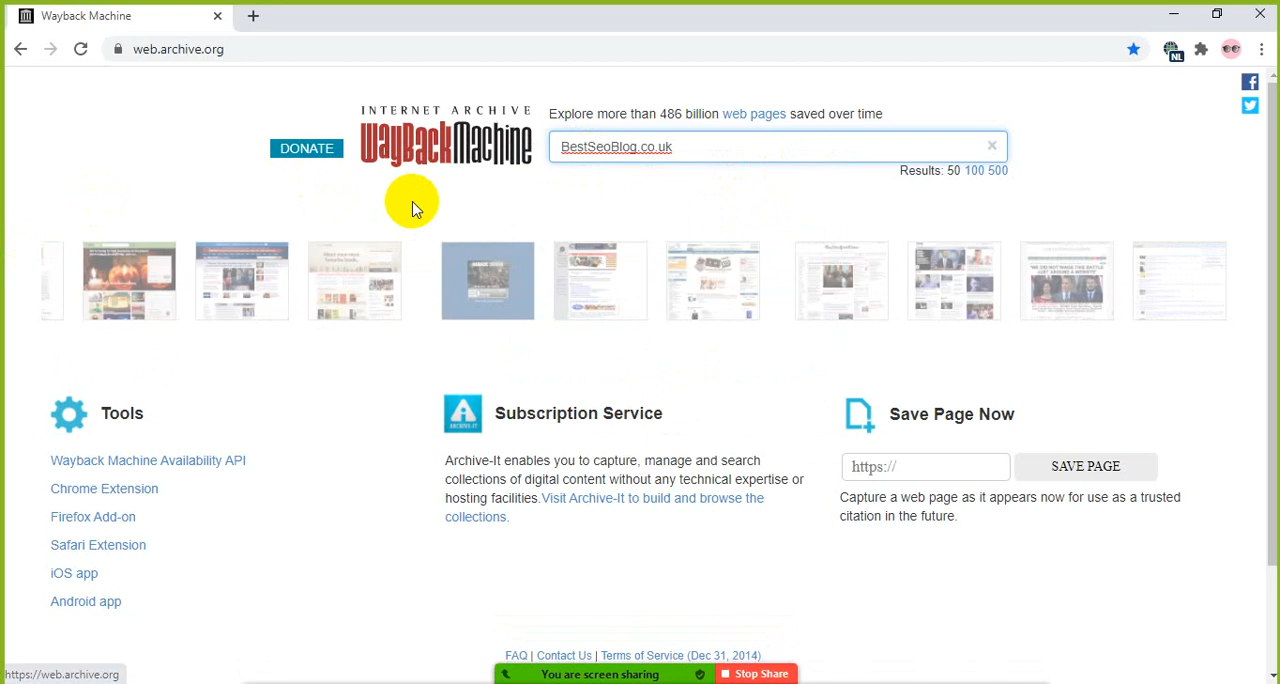 Wayback Machine
web.archive.org
NL
INTERNET ARCHIVE
Explore more than 486 billion web pages saved over time
DONATE
WayBackMachine
BestSeoBlog.co.uk
Results: 50 100 500
Tools
Wayback Machine Availability API
Chrome Extension
Firefox Add-on
Safari Extension
iOS app
Android app
ARCHIVE-IT
Subscription Service
Archive-It enables you to capture, manage and search
collections of digital content without any technical expertise or
hosting facilities.Visit Archive-It to build and browse the
collections.
Save Page Now
https://
SAVE PAGE
Capture a web page as it appears now for use as a trusted
citation in the future.
FAQ | Contact Us | Terms of Service (Dec 31, 2014)
https://web.archive.org
You are screen sharing
Stop Share